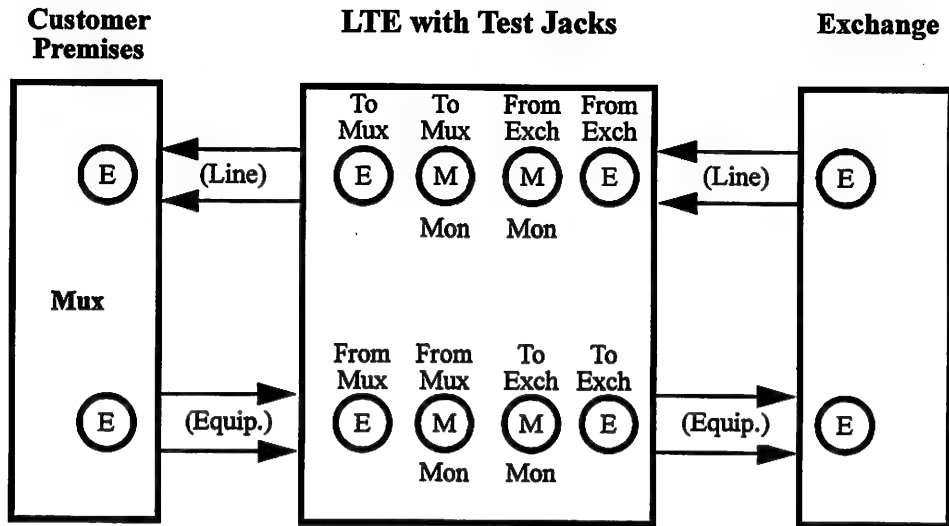 Customer
Premises
LTE with Test Jacks
Exchange
To To From From
Mux Mux Exch Exch
E (Line) E M M E (Line) E
Mon Mon
Mux
From From To To
Mux Mux Exch Exch
E (Equip.) E M M E (Equip.) E
Mon Mon